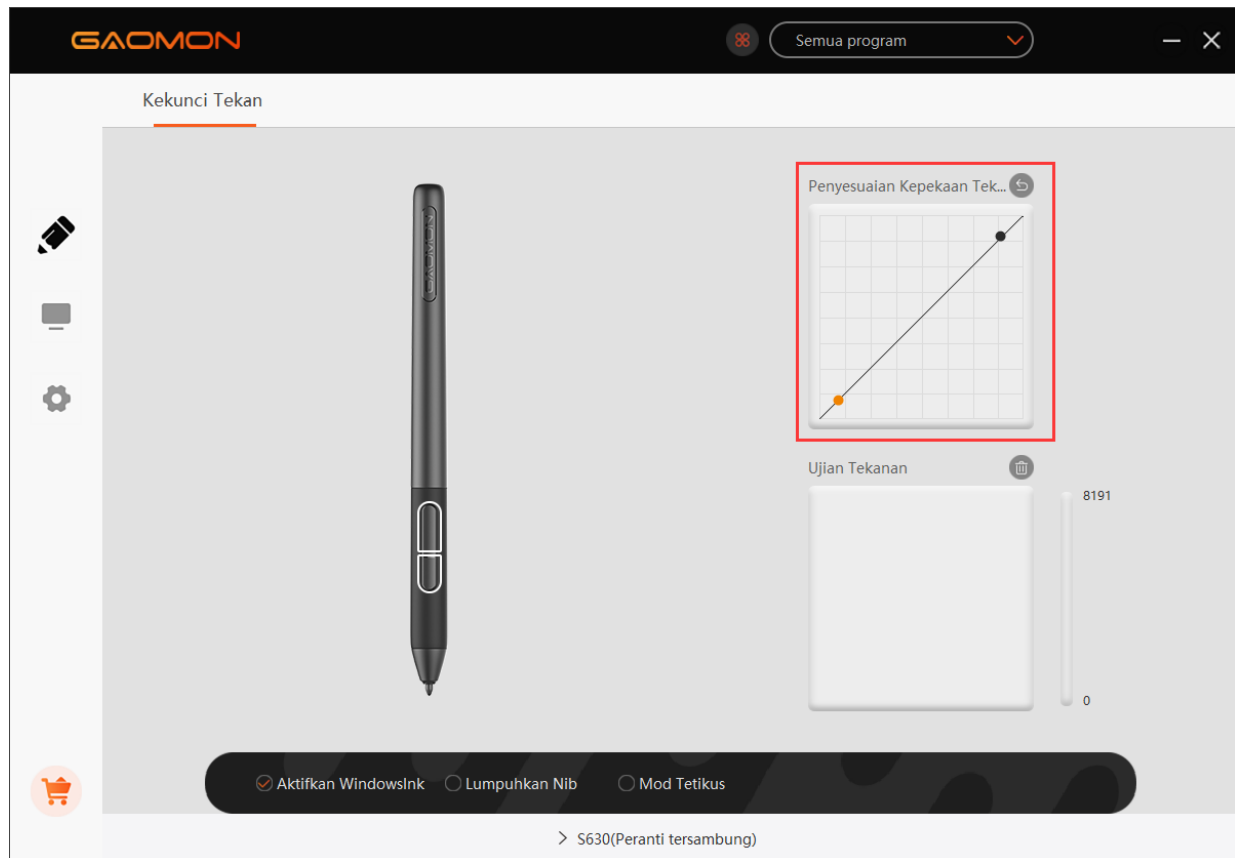 GAOMON
Semua program
Kekunci Tekan
Penyesuaian Kepekaan Tek...
GAOMON
Ujian Tekanan
8191
0
Aktifkan WindowsInk
Lumpuhkan Nib
Mod Tetikus
S630(Peranti tersambung)